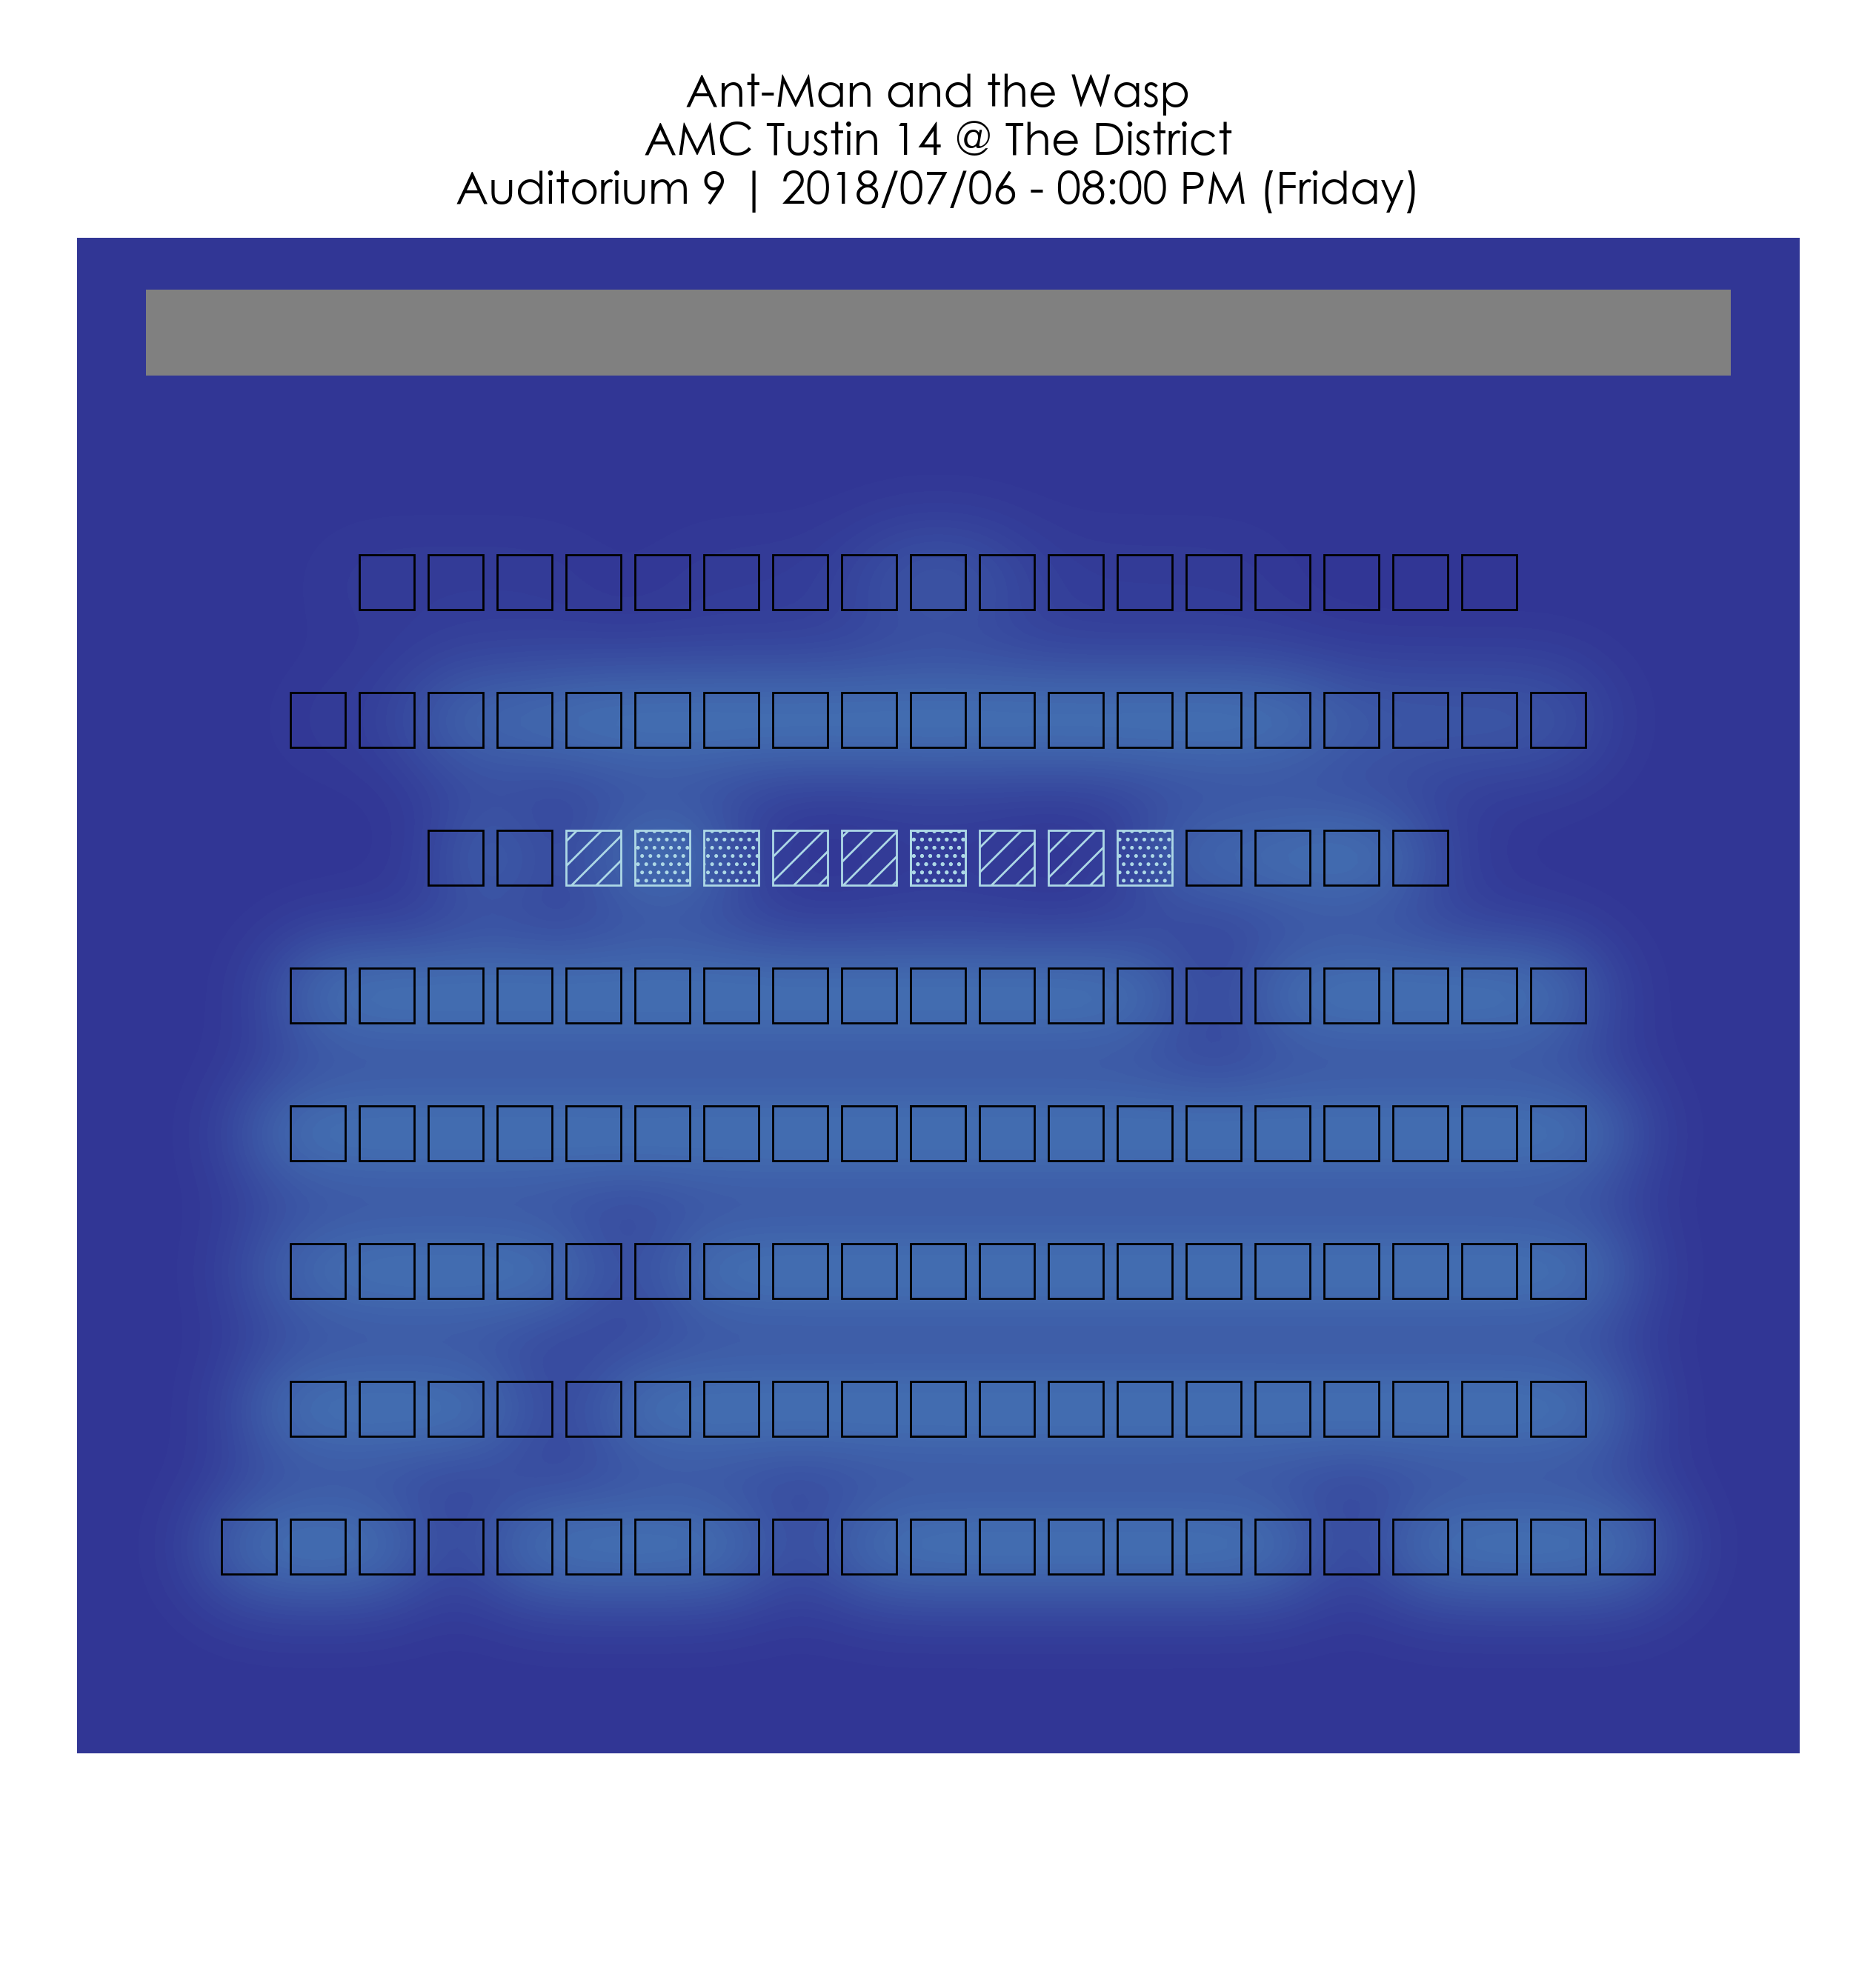 Ant-Man and the Wasp
AMC Tustin 14 @ The District
Auditorium 9 | 2018/07/06 - 08:00 PM (Friday)